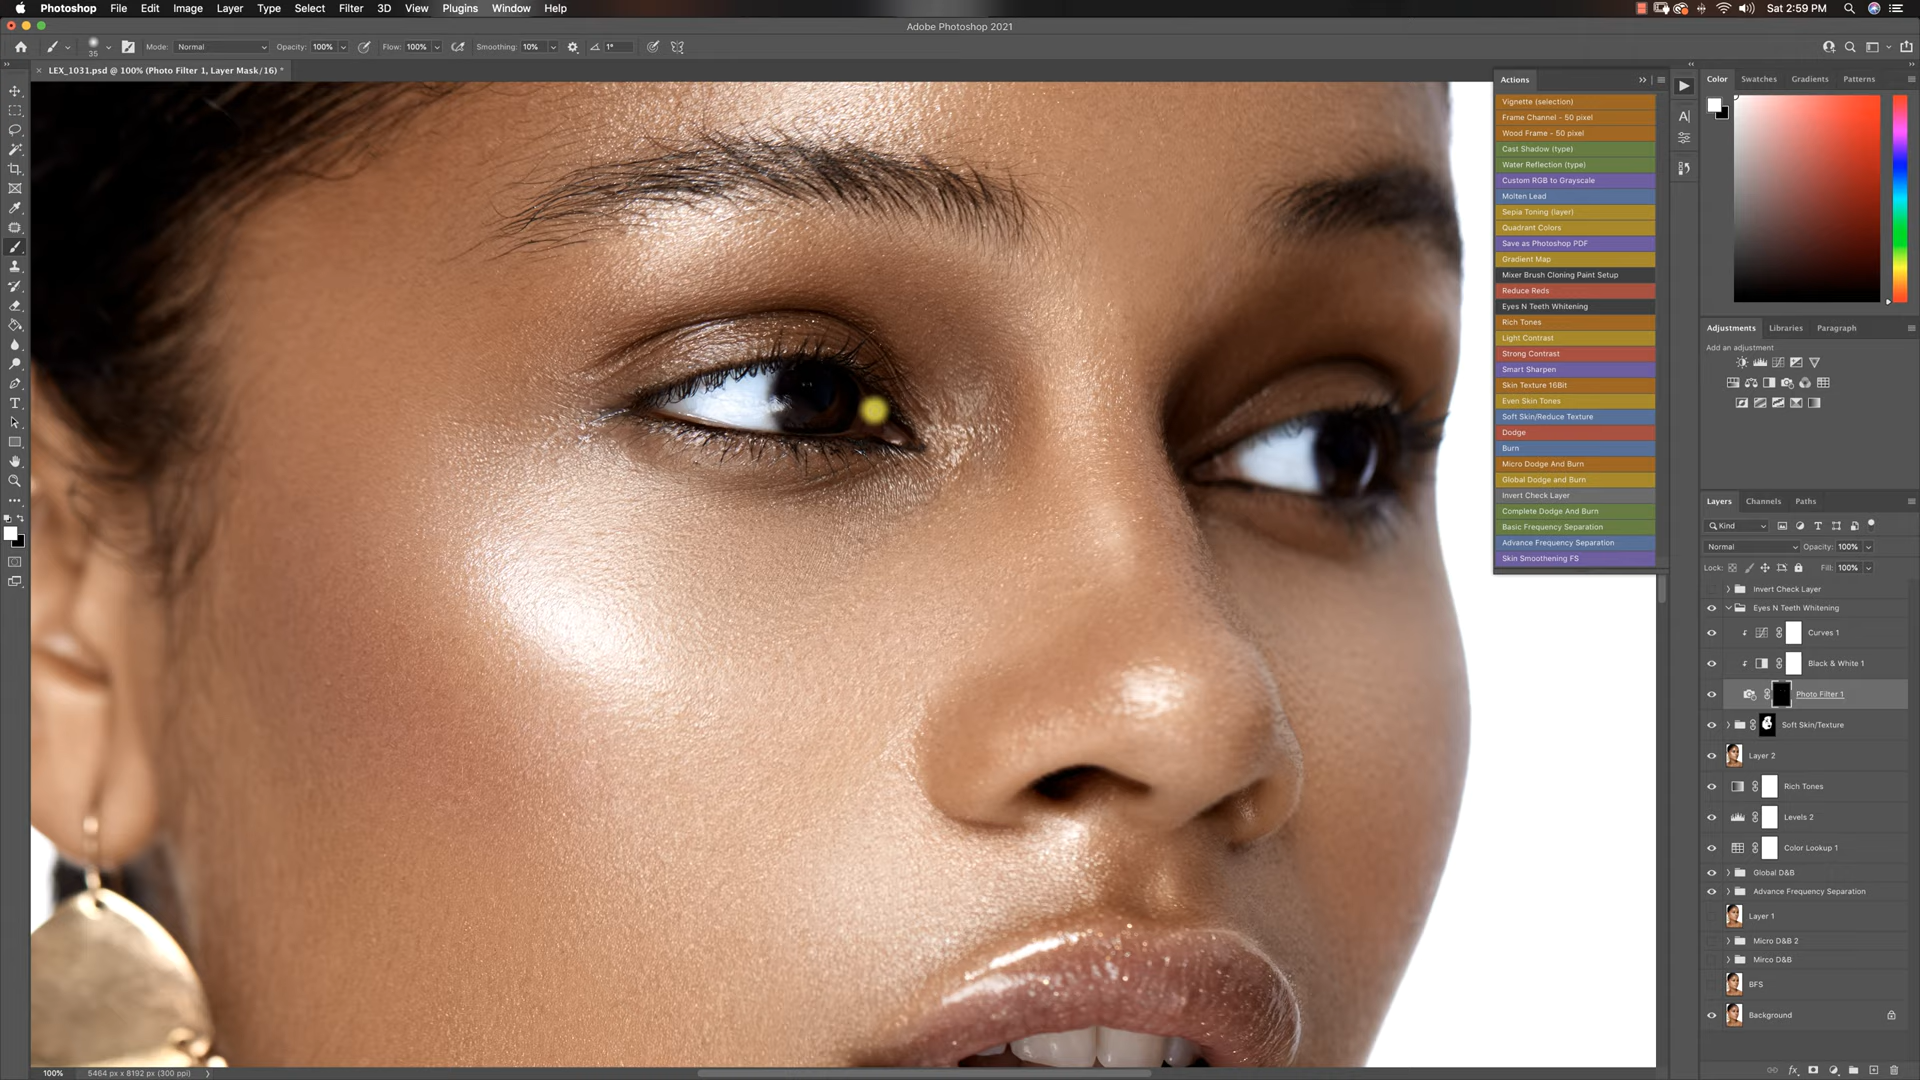 Photoshop File Edit Image Layer Type Select Filter 3D View Plugins Window Help
Sat 2:59 PM
Adobe Photoshop 2021
35
Mode: Normal Opacity: 100% Flow: 100% Smoothing: 10% 1°
LEX_1031.psd @ 100% (Photo Filter 1, Layer Mask/16) *
Actions
Vignette (selection)
Frame Channel - 50 pixel
Wood Frame - 50 pixel
Cast Shadow (type)
Water Reflection (type)
Custom RGB to Grayscale
Molten Lead
Sepia Toning (layer)
Quadrant Colors
Save as Photoshop PDF
Gradient Map
Mixer Brush Cloning Paint Setup
Reduce Reds
Eyes N Teeth Whitening
Rich Tones
Light Contrast
Strong Contrast
Smart Sharpen
Skin Texture 16Bit
Even Skin Tones
Soft Skin/Reduce Texture
Dodge
Burn
Micro Dodge And Burn
Global Dodge and Burn
Invert Check Layer
Complete Dodge And Burn
Basic Frequency Separation
Advance Frequency Separation
Skin Smoothening FS
Color Swatches Gradients Patterns
Adjustments Libraries Paragraph
Add an adjustment
Layers Channels Paths
Kind
Normal Opacity: 100%
Lock: Fill: 100%
Invert Check Layer
Eyes N Teeth Whitening
Curves 1
Black & White 1
Photo Filter 1
Soft Skin/Texture
Layer 2
Rich Tones
Levels 2
Color Lookup 1
Global D&B
Advance Frequency Separation
Layer 1
Micro D&B 2
Mirco D&B
BFS
Background
100% 5464 px x 8192 px (300 ppi)